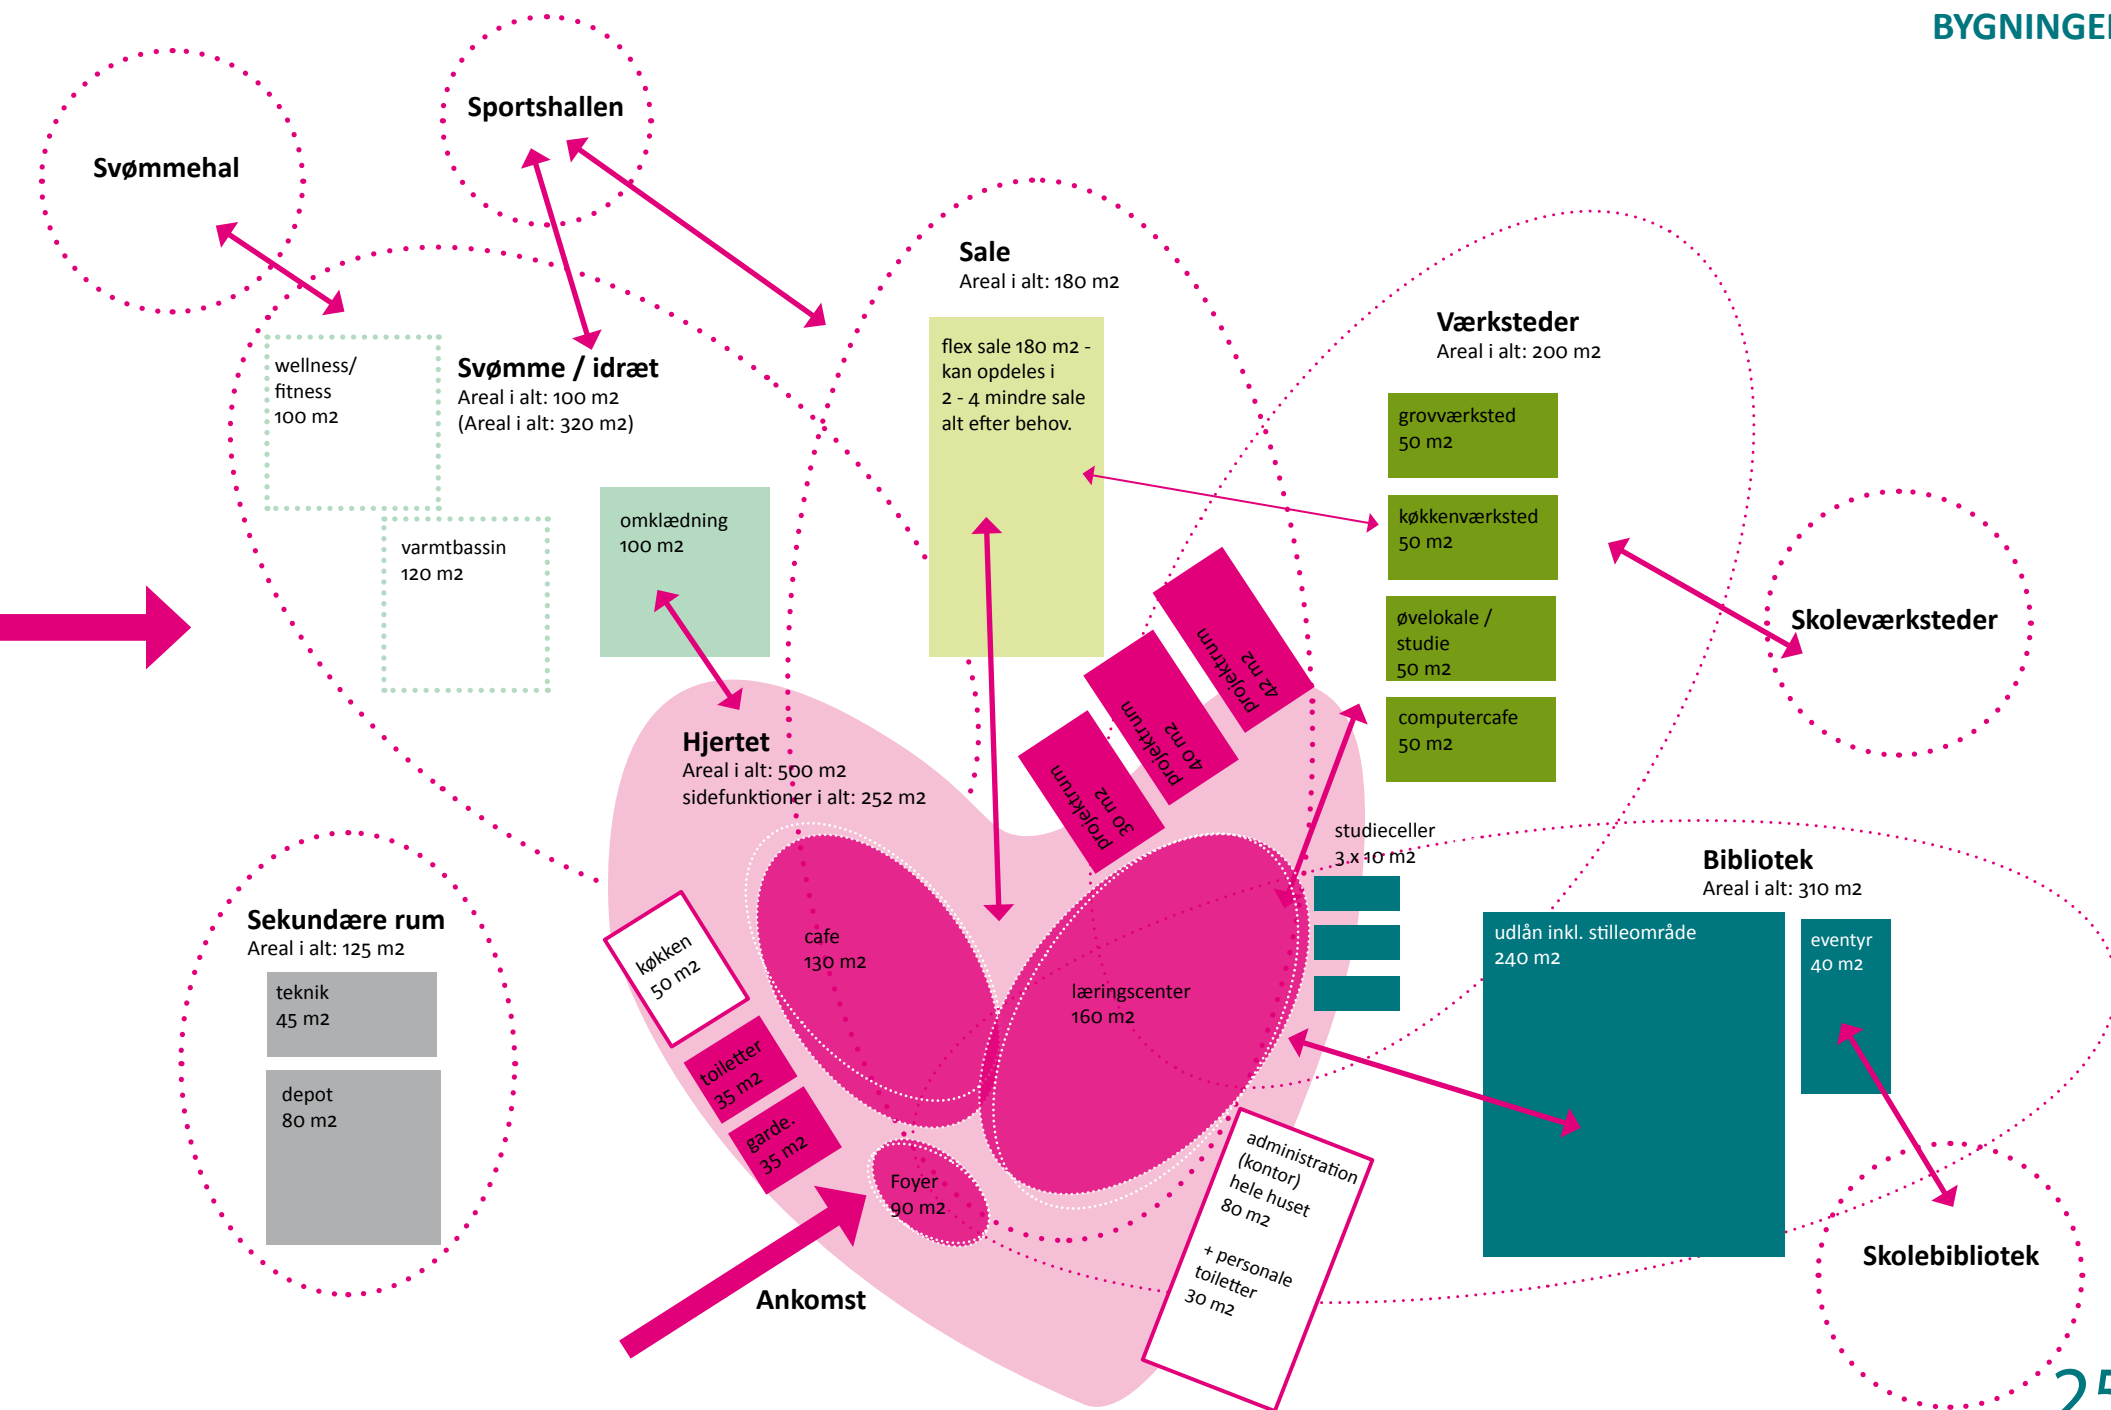 BYGNINGEN
Sportshallen
Svømmehal
Sale
Areal i alt: 180 m2
flex sale 180 m2 -
kan opdeles i
2 - 4 mindre sale
alt efter behov.
Værksteder
Areal i alt: 200 m2
grovværksted
50 m2
køkkenværksted
50 m2
øvelokale /
studie
50 m2
computercafe
50 m2
Skoleværksteder
wellness/
fitness
100 m2
Svømme / idræt
Areal i alt: 100 m2
(Areal i alt: 320 m2)
varmtbassin
120 m2
omklædning
100 m2
Hjertet
Areal i alt: 500 m2
sidefunktioner i alt: 252 m2
projektrum
30 m2
projektrum
40 m2
projektrum
42 m2
studieceller
3 x 10 m2
Bibliotek
Areal i alt: 310 m2
udlån inkl. stilleområde
240 m2
eventyr
40 m2
Skolebibliotek
Sekundære rum
Areal i alt: 125 m2
teknik
45 m2
depot
80 m2
køkken
50 m2
toiletter
35 m2
garde.
35 m2
cafe
130 m2
læringscenter
160 m2
Foyer
90 m2
administration
(kontor)
hele huset
80 m2
+ personale
toiletter
30 m2
Ankomst
25